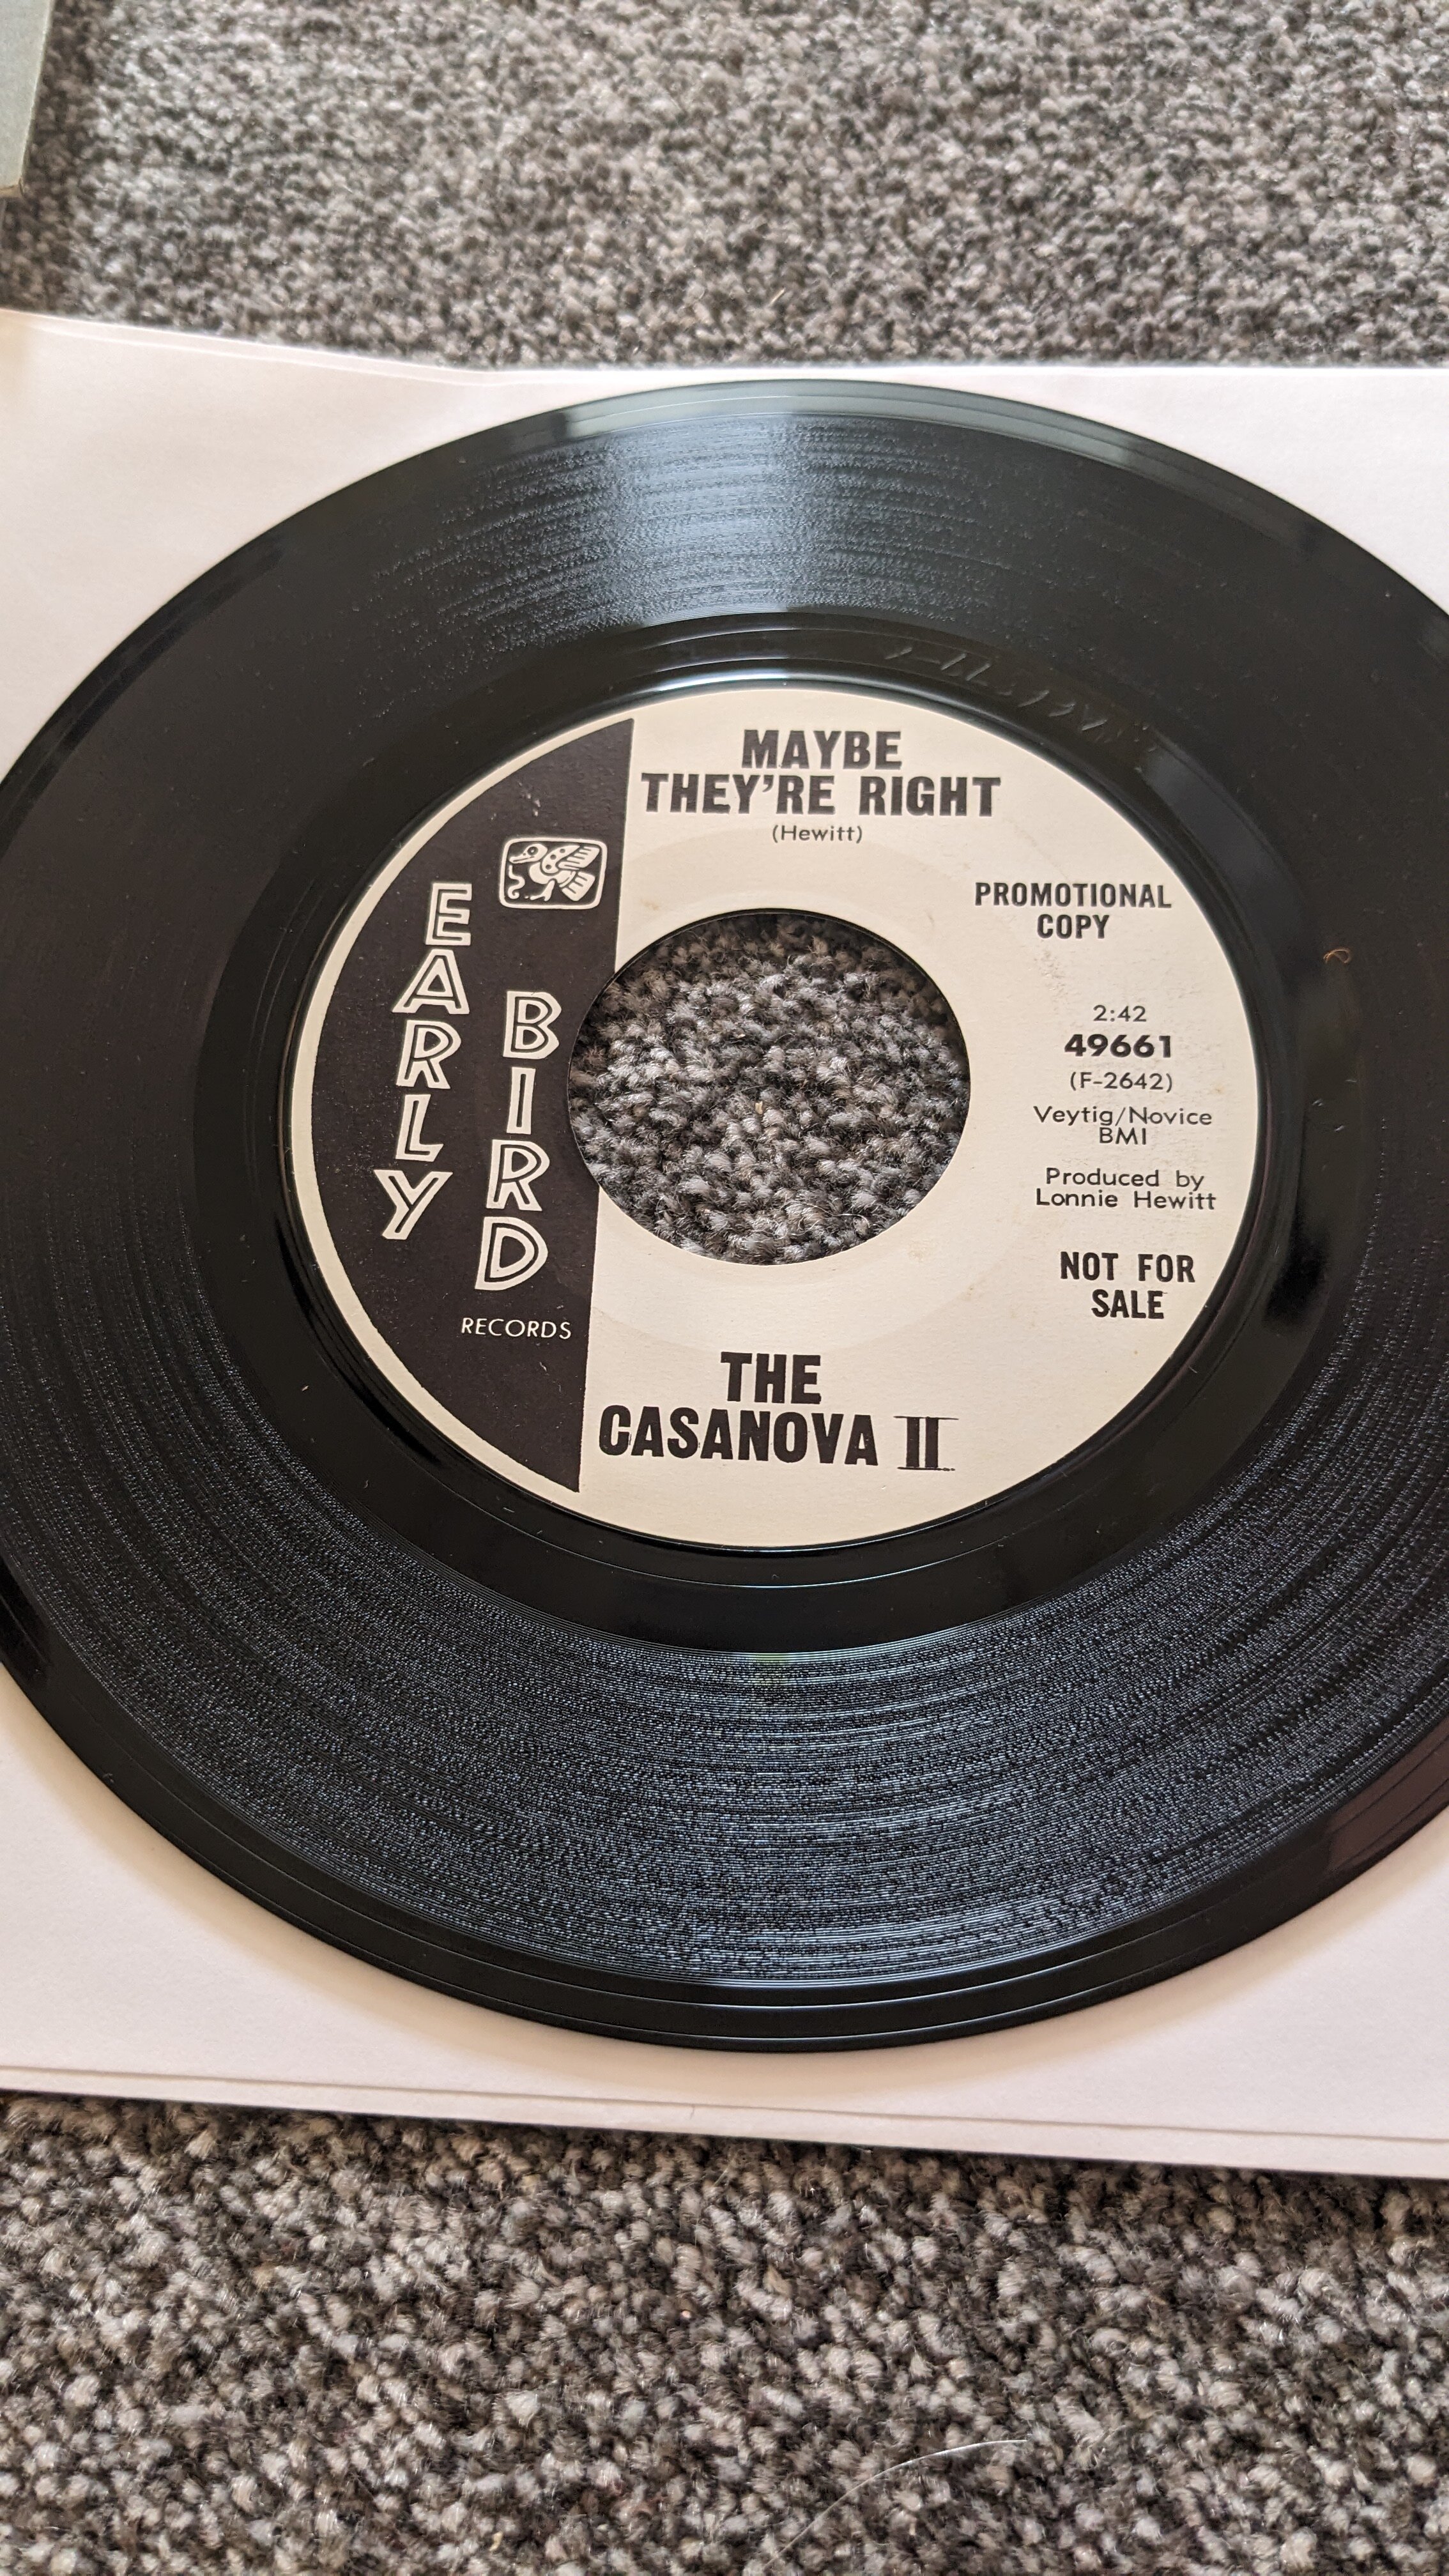 MAYBE
THEY'RE RIGHT
(Hewitt)
EARLY
BIRD
RECORDS
PROMOTIONAL
COPY
2:42
49661
(F-2642)
Veytig/Novice
BMI
Produced by
Lonnie Hewitt
NOT FOR
SALE
THE
CASANOVA II